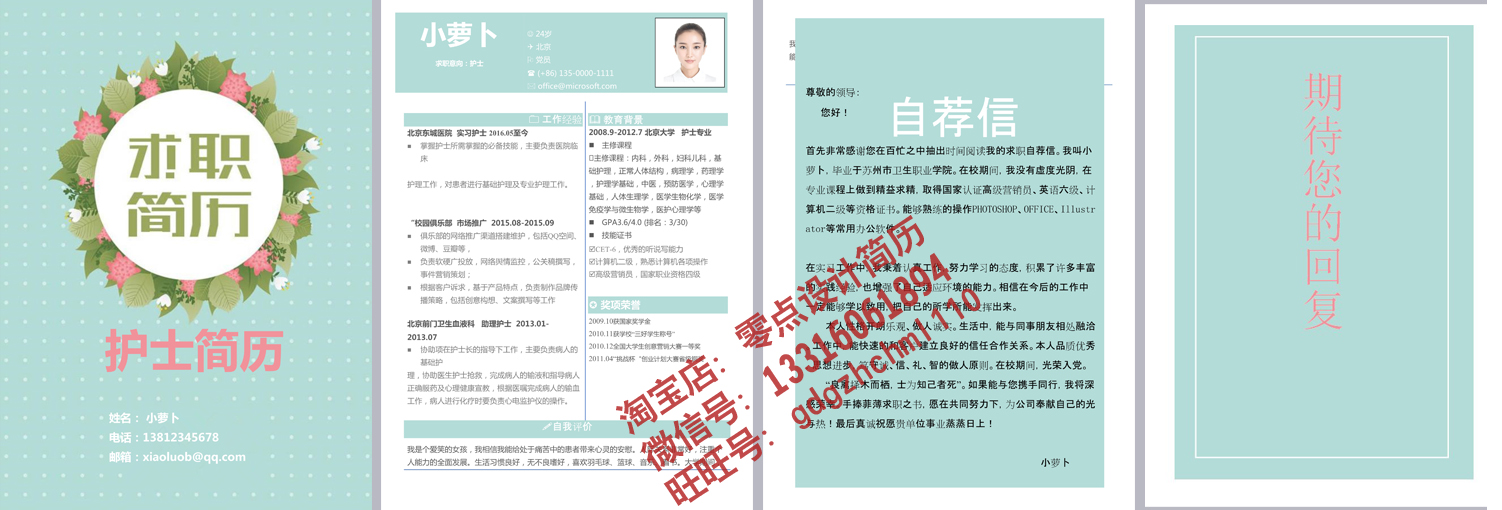 求职
简历
护士简历
姓名： 小萝卜
电话：13812345678
邮箱：xiaoluob@qq.com
小萝卜
求职意向：护士
24岁
北京
党员
(+86) 135-0000-1111
office@microsoft.com
工作经验
北京东城医院 实习护士 2016.05至今
掌握护士所需掌握的必备技能，主要负责医院临
床
护理工作，对患者进行基础护理及专业护理工作。
“校园俱乐部 市场推广 2015.08-2015.09
俱乐部的网络推广渠道搭建维护，包括QQ空间、
微博、豆瓣等，
负责软硬广投放，网络舆情监控，公关稿撰写，
事件营销策划；
根据客户诉求，基于产品特点，负责制作品牌传
播策略，包括创意构想、文案撰写等工作
北京前门卫生血液科 助理护士 2013.01-
2013.07
协助项在护士长的指导下工作，主要负责病人的
基础护
理，协助医生护士抢救，完成病人的输液和指导病人
正确服药及心理健康宣教，根据医嘱完成病人的输血
工作，病人进行化疗时要负责心电监护仪的操作。
教育背景
2008.9-2012.7 北京大学 护士专业
■ 主修课程
☑主修课程：内科，外科，妇科儿科，基
础护理，正常人体结构，病理学，药理学
，护理学基础，中医，预防医学，心理学
基础，人体生理学，医学生物化学，医学
免疫学与微生物学，医护心理学等
■ GPA3.6/4.0 (排名：3/30)
■ 技能证书
☑CET-6，优秀的听说写能力
☑计算机二级，熟悉计算机各项操作
☑高级营销员，国家职业资格四级
奖项荣誉
2009.10获国家奖学金
2010.11获学校“三好学生称号”
2010.12全国大学生创意营销大赛一等奖
2011.04“挑战杯“创业计划大赛省级
自我评价
我是个爱笑的女孩，我相信我能给处于痛苦中的患者带来心灵的安慰。
人能力的全面发展。生活习惯良好，无不良嗜好，喜欢羽毛球、篮球、音
自荐信
尊敬的领导：
您好！
首先非常感谢您在百忙之中抽出时间阅读我的求职自荐信。我叫小
萝卜，毕业于苏州市卫生职业学院。在校期间，我没有虚度光阴，在
专业课程上做到精益求精，取得国家认证高级营销员、英语六级、计
算机二级等资格证书。能够熟练的操作PHOTOSHOP、OFFICE、Illustr
ator等常用办公软件。
在实习工作中，我秉着认真工作、努力学习的态度，积累了许多丰富
的实践经验，也增强了自己适应环境的能力。相信在今后的工作中
一定能够学以致用，把自己的所学所能发挥出来。
本人性格开朗乐观、做人诚实。生活中，能与同事朋友相处融洽
工作中，能快速的和客户建立良好的信任合作关系。本人品质优秀
思想进步，笃守诚、信、礼、智的做人原则。在校期间，光荣入党。
“良禽择木而栖，士为知己者死”。如果能与您携手同行，我将深
感荣幸。手捧菲薄求职之书，愿在共同努力下，为公司奉献自己的光
与热！最后真诚祝愿贵单位事业蒸蒸日上！
小萝卜
期待您的回复
淘宝店：零点设计简历
微信号：13316061894
旺旺号：gdgzhcmm1110